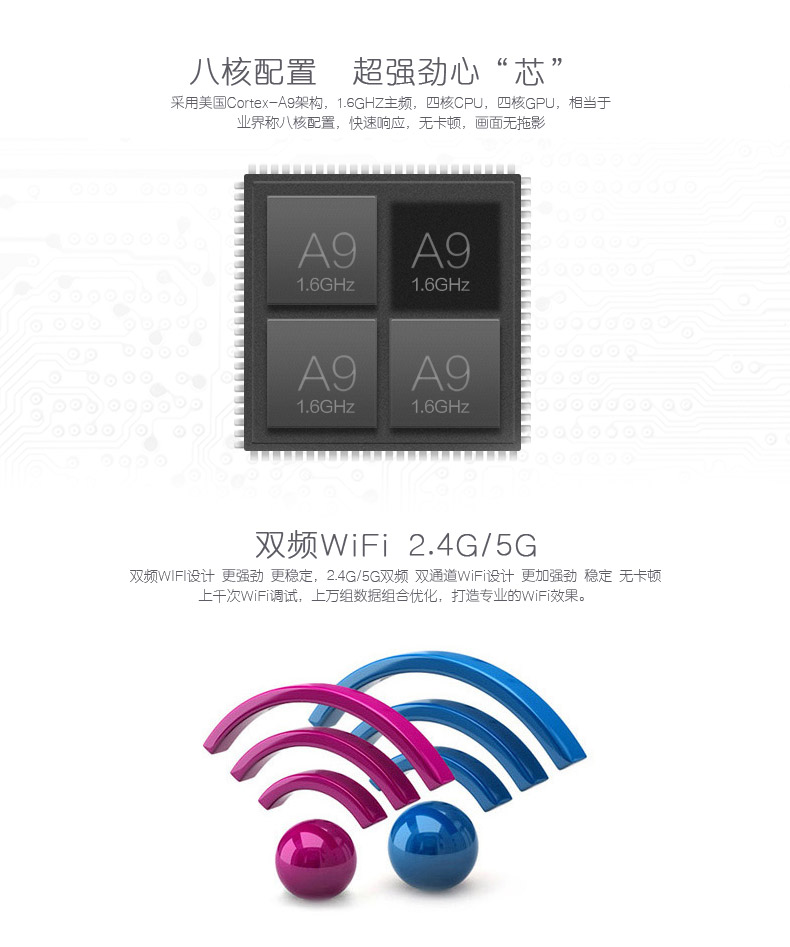 八核配置 超强劲心“芯”
采用美国Cortex-A9架构，1.6GHZ主频，四核CPU，四核GPU，相当于
业界称八核配置，快速响应，无卡顿，画面无拖影
A9 A9
1.6GHz 1.6GHz
A9 A9
1.6GHz 1.6GHz
双频WiFi 2.4G/5G
双频WIFI设计 更强劲 更稳定，2.4G/5G双频 双通道WiFi设计 更加强劲 稳定 无卡顿
上千次WiFi调试，上万组数据组合优化，打造专业的WiFi效果。